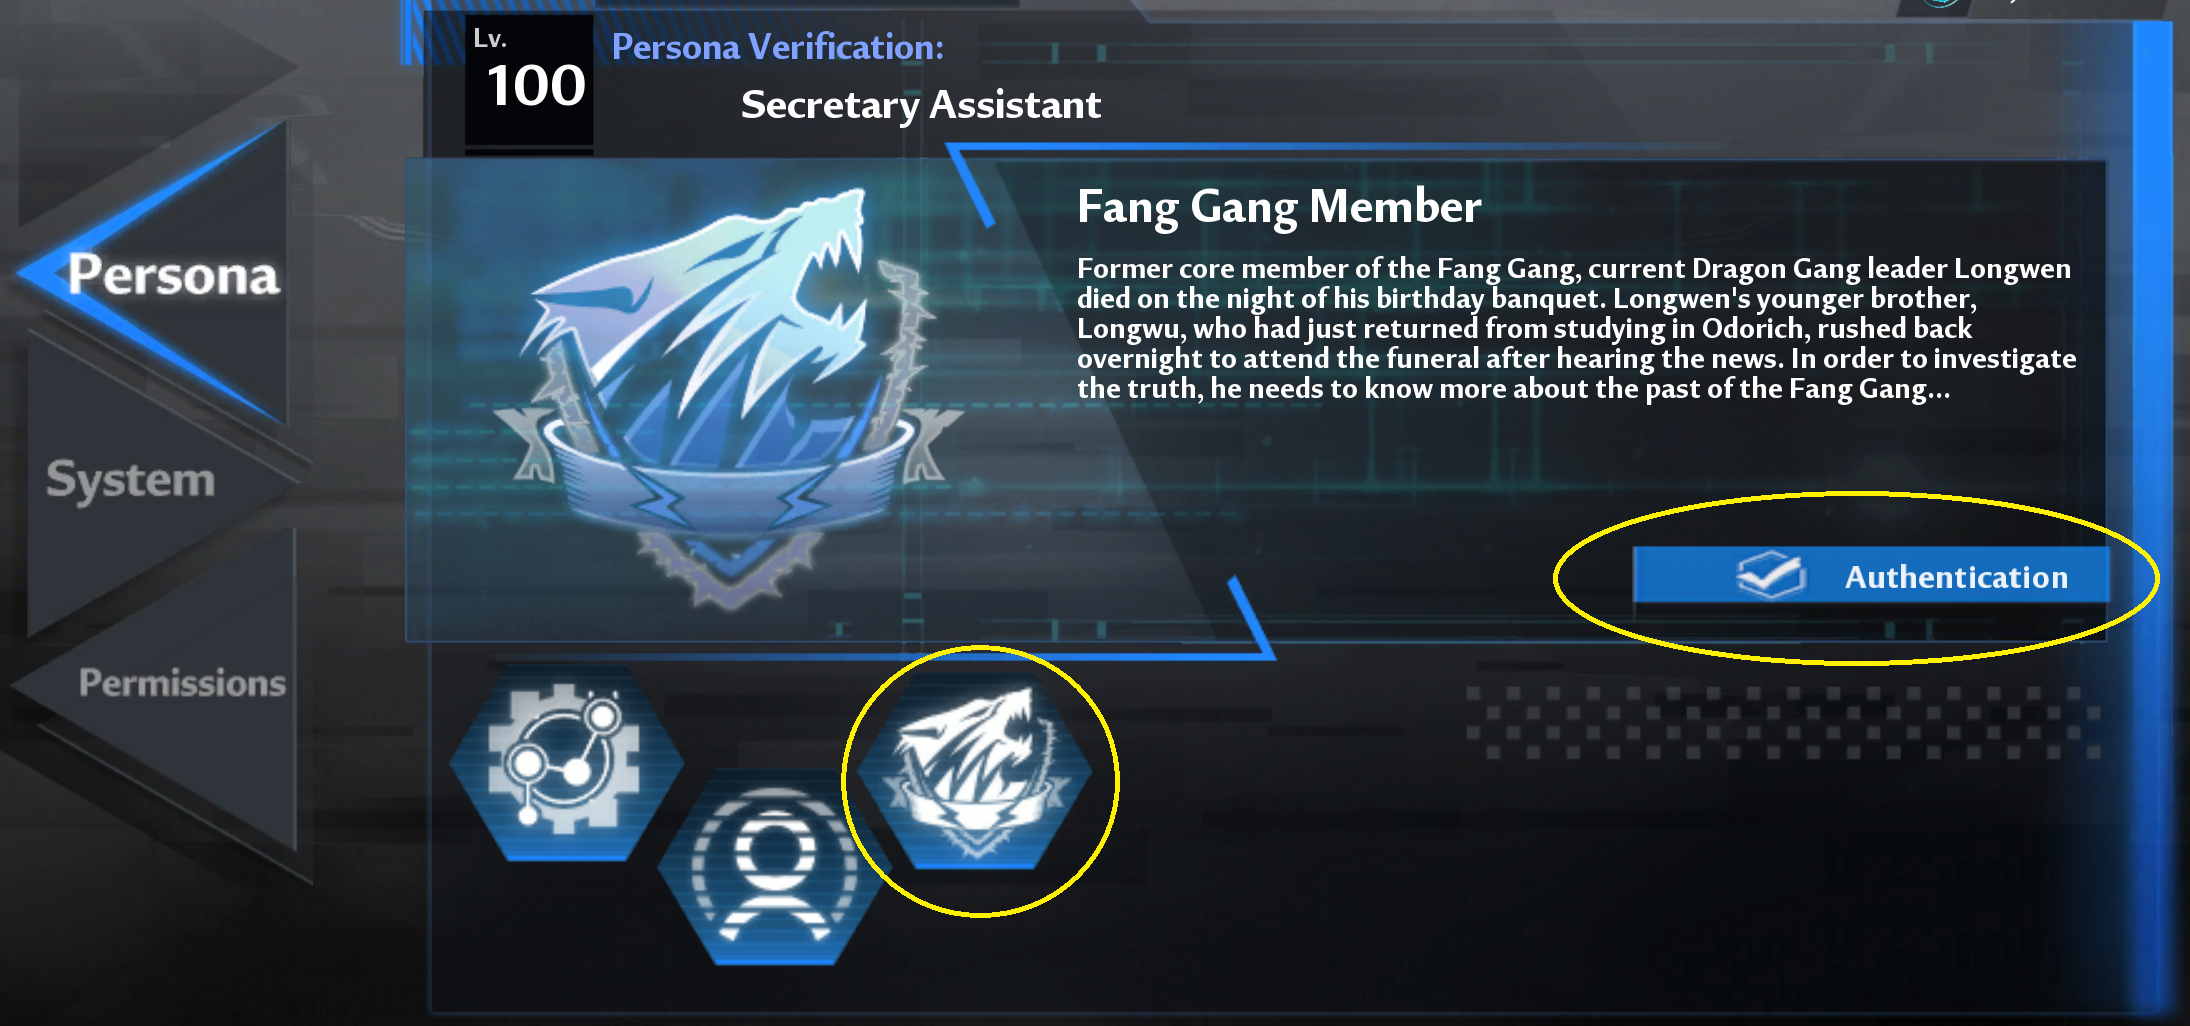 Lv.
100
Persona Verification:
Secretary Assistant
Persona
System
Permissions
Fang Gang Member
Former core member of the Fang Gang, current Dragon Gang leader Longwen
died on the night of his birthday banquet. Longwen's younger brother,
Longwu, who had just returned from studying in Odorich, rushed back
overnight to attend the funeral after hearing the news. In order to investigate
the truth, he needs to know more about the past of the Fang Gang...
Authentication